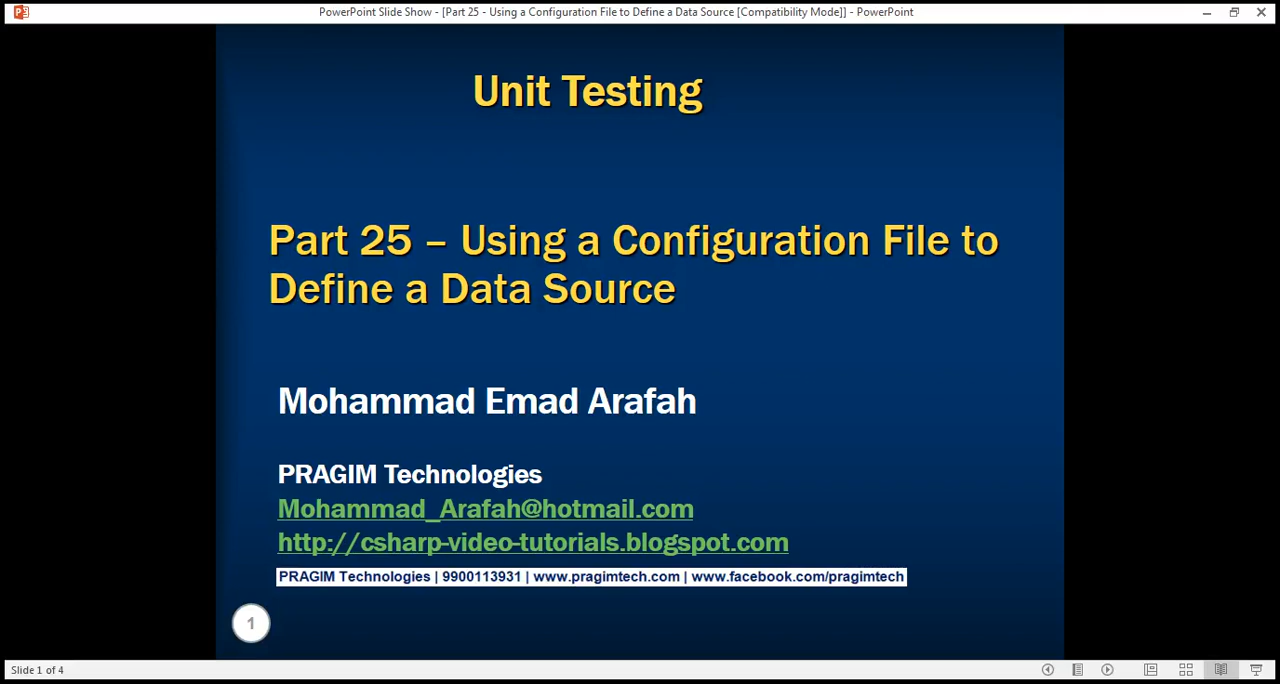 PowerPoint Slide Show - [Part 25 - Using a Configuration File to Define a Data Source [Compatibility Mode]] - PowerPoint
Unit Testing
Part 25 – Using a Configuration File to
Define a Data Source
Mohammad Emad Arafah
PRAGIM Technologies
Mohammad_Arafah@hotmail.com
http://csharp-video-tutorials.blogspot.com
PRAGIM Technologies | 9900113931 | www.pragimtech.com | www.facebook.com/pragimtech
1
Slide 1 of 4